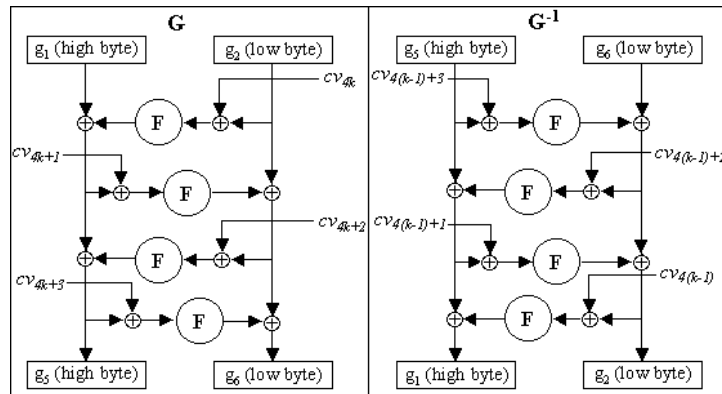 G
g1 (high byte) g2 (low byte)
cv4k
F
cv4k+1
F
cv4k+2
F
cv4k+3
F
g5 (high byte) g6 (low byte)
G-1
g5 (high byte) g6 (low byte)
cv4(k-1)+3
F
cv4(k-1)+2
F
cv4(k-1)+1
F
cv4(k-1)
F
g1 (high byte) g2 (low byte)